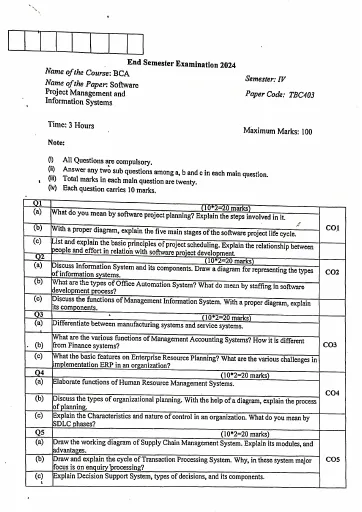 End Semester Examination 2024
Name of the Course: BCA
Semester: IV
Name of the Paper: Software
Project Management and
Information Systems
Paper Code: TBC403
Time: 3 Hours
Maximum Marks: 100
Note:
(i) All Questions are compulsory.
(ii) Answer any two sub questions among a, b and c in each main question.
(iii) Total marks in each main question are twenty.
(iv) Each question carries 10 marks.
Q1 (10*2=20 marks)
(a) What do you mean by software project planning? Explain the steps involved in it.
(b) With a proper diagram, explain the five main stages of the software project life cycle.
CO1
(c) List and explain the basic principles of project scheduling. Explain the relationship between
people and effort in relation with software project development.
Q2 (10*2=20 marks)
(a) Discuss Information System and its components. Draw a diagram for representing the types
of information systems.
CO2
(b) What are the types of Office Automation System? What do mean by staffing in software
development process?
(c) Discuss the functions of Management Information System. With a proper diagram, explain
its components.
Q3 (10*2=20 marks)
(a) Differentiate between manufacturing systems and service systems.
What are the various functions of Management Accounting Systems? How it is different
(b) from Finance systems?
CO3
(c) What the basic features on Enterprise Resource Planning? What are the various challenges in
implementation ERP in an organization?
Q4 (10*2=20 marks)
(a) Elaborate functions of Human Resource Management Systems.
CO4
(b) Discuss the types of organizational planning. With the help of a diagram, explain the process
of planning.
(c) Explain the Characteristics and nature of control in an organization. What do you mean by
SDLC phases?
Q5 (10*2=20 marks)
(a) Draw the working diagram of Supply Chain Management System. Explain its modules, and
advantages.
(b) Draw and explain the cycle of Transaction Processing System. Why, in these system major
focus is on enquiry processing?
CO5
(c) Explain Decision Support System, types of decisions, and its components.